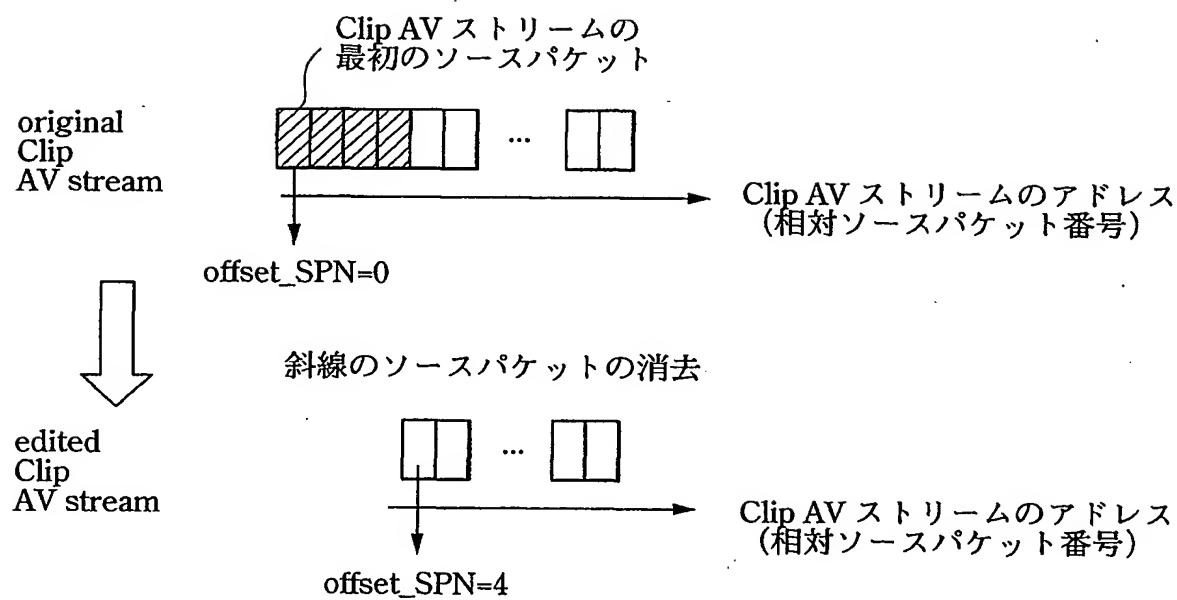 Clip AV ストリームの
最初のソースパケット
original
Clip
AV stream
...
Clip AV ストリームのアドレス
(相対ソースパケット番号)
offset_SPN=0
斜線のソースパケットの消去
edited
Clip
AV stream
...
Clip AV ストリームのアドレス
(相対ソースパケット番号)
offset_SPN=4